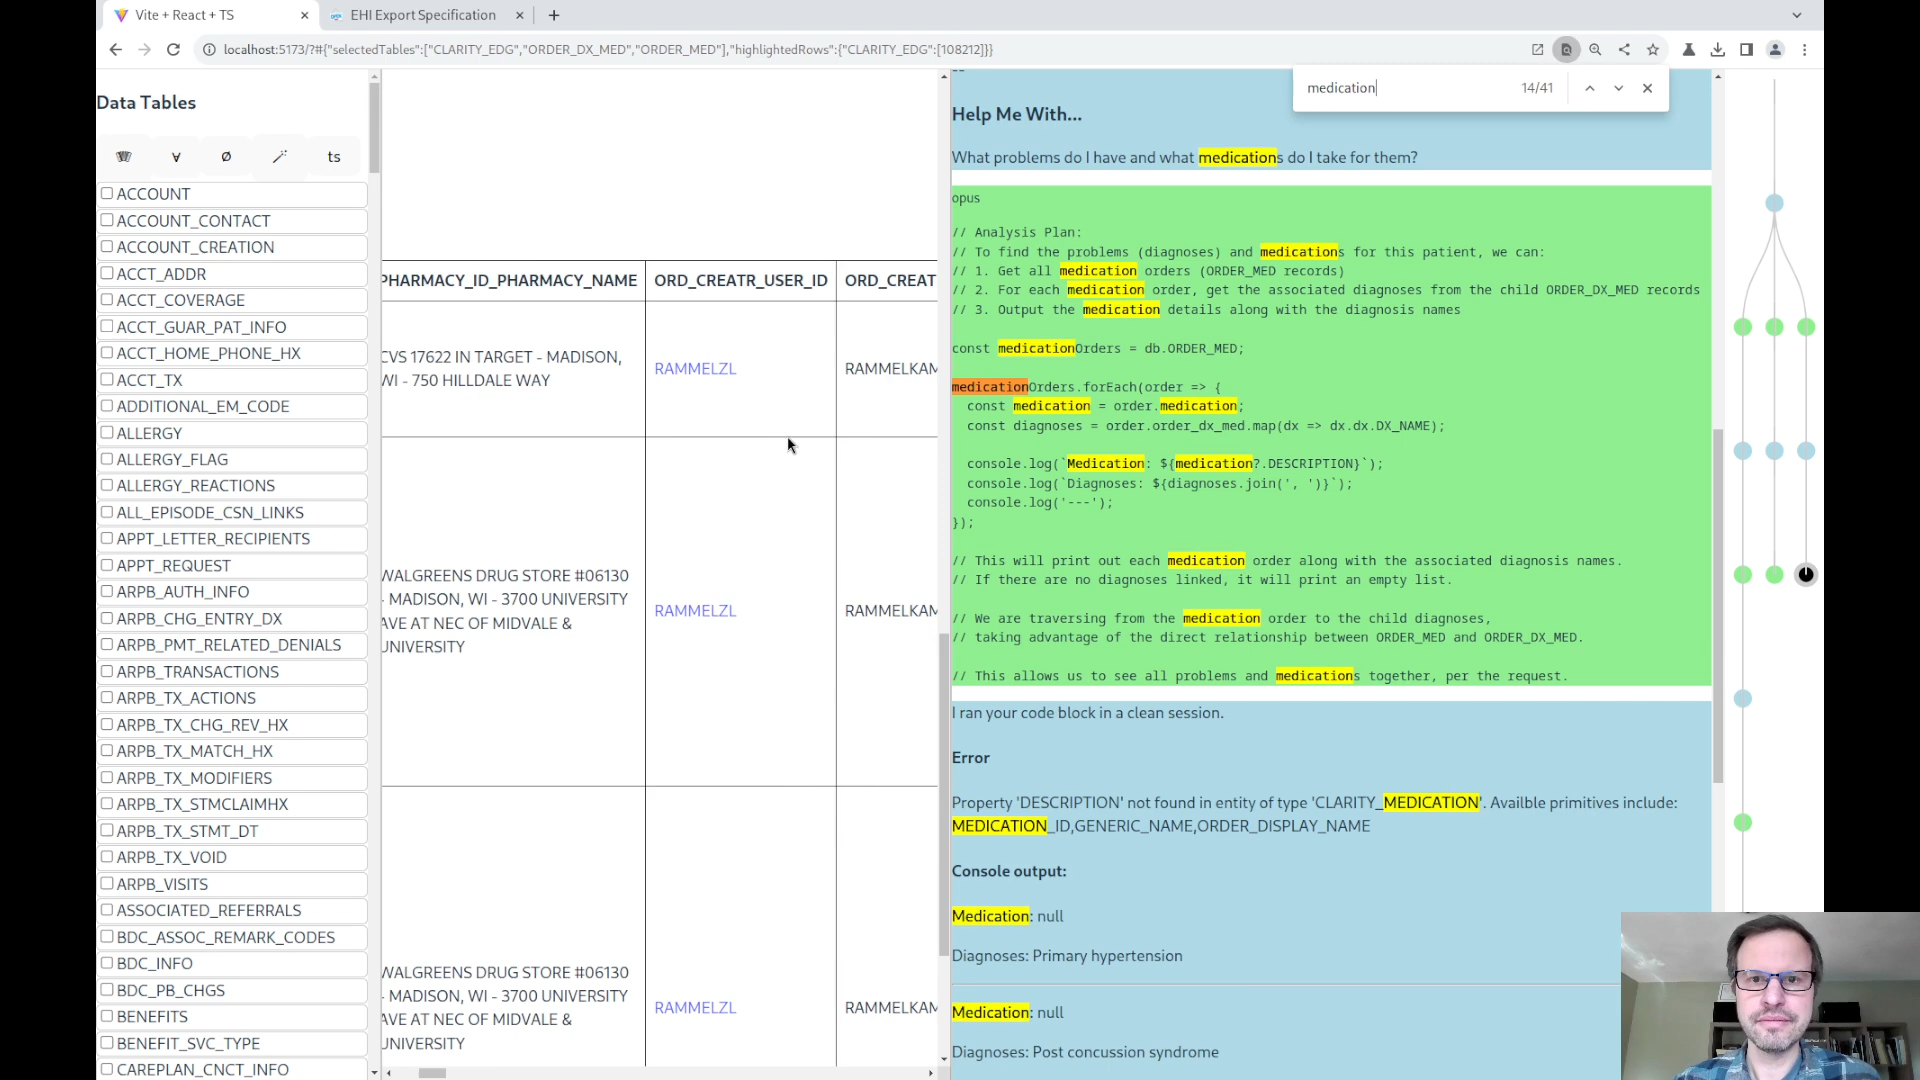 Vite + React + TS
EHI Export Specification
localhost:5173/?#{"selectedTables":["CLARITY_EDG","ORDER_DX_MED","ORDER_MED"],"highlightedRows":{"CLARITY_EDG":[108212]}}
medication
14/41
Data Tables
∀
Ø
ts
ACCOUNT
ACCOUNT_CONTACT
ACCOUNT_CREATION
ACCT_ADDR
ACCT_COVERAGE
ACCT_GUAR_PAT_INFO
ACCT_HOME_PHONE_HX
ACCT_TX
ADDITIONAL_EM_CODE
ALLERGY
ALLERGY_FLAG
ALLERGY_REACTIONS
ALL_EPISODE_CSN_LINKS
APPT_LETTER_RECIPIENTS
APPT_REQUEST
ARPB_AUTH_INFO
ARPB_CHG_ENTRY_DX
ARPB_PMT_RELATED_DENIALS
ARPB_TRANSACTIONS
ARPB_TX_ACTIONS
ARPB_TX_CHG_REV_HX
ARPB_TX_MATCH_HX
ARPB_TX_MODIFIERS
ARPB_TX_STMCLAIMHX
ARPB_TX_STMT_DT
ARPB_TX_VOID
ARPB_VISITS
ASSOCIATED_REFERRALS
BDC_ASSOC_REMARK_CODES
BDC_INFO
BDC_PB_CHGS
BENEFITS
BENEFIT_SVC_TYPE
CAREPLAN_CNCT_INFO
PHARMACY_ID_PHARMACY_NAME
ORD_CREATR_USER_ID
ORD_CREAT
CVS 17622 IN TARGET - MADISON,
WI - 750 HILLDALE WAY
RAMMELZL
RAMMELKAM
WALGREENS DRUG STORE #06130
- MADISON, WI - 3700 UNIVERSITY
AVE AT NEC OF MIDVALE &
UNIVERSITY
RAMMELZL
RAMMELKAM
WALGREENS DRUG STORE #06130
- MADISON, WI - 3700 UNIVERSITY
AVE AT NEC OF MIDVALE &
UNIVERSITY
RAMMELZL
RAMMELKAM
Help Me With...
What problems do I have and what medications do I take for them?
opus
// Analysis Plan:
// To find the problems (diagnoses) and medications for this patient, we can:
// 1. Get all medication orders (ORDER_MED records)
// 2. For each medication order, get the associated diagnoses from the child ORDER_DX_MED records
// 3. Output the medication details along with the diagnosis names
const medicationOrders = db.ORDER_MED;
medicationOrders.forEach(order => {
const medication = order.medication;
const diagnoses = order.order_dx_med.map(dx => dx.dx.DX_NAME);
console.log(`Medication: ${medication?.DESCRIPTION}`);
console.log(`Diagnoses: ${diagnoses.join(', ')}`);
console.log('---');
});
// This will print out each medication order along with the associated diagnosis names.
// If there are no diagnoses linked, it will print an empty list.
// We are traversing from the medication order to the child diagnoses,
// taking advantage of the direct relationship between ORDER_MED and ORDER_DX_MED.
// This allows us to see all problems and medications together, per the request.
I ran your code block in a clean session.
Error
Property 'DESCRIPTION' not found in entity of type 'CLARITY_MEDICATION'. Availble primitives include:
MEDICATION_ID,GENERIC_NAME,ORDER_DISPLAY_NAME
Console output:
Medication: null
Diagnoses: Primary hypertension
Medication: null
Diagnoses: Post concussion syndrome